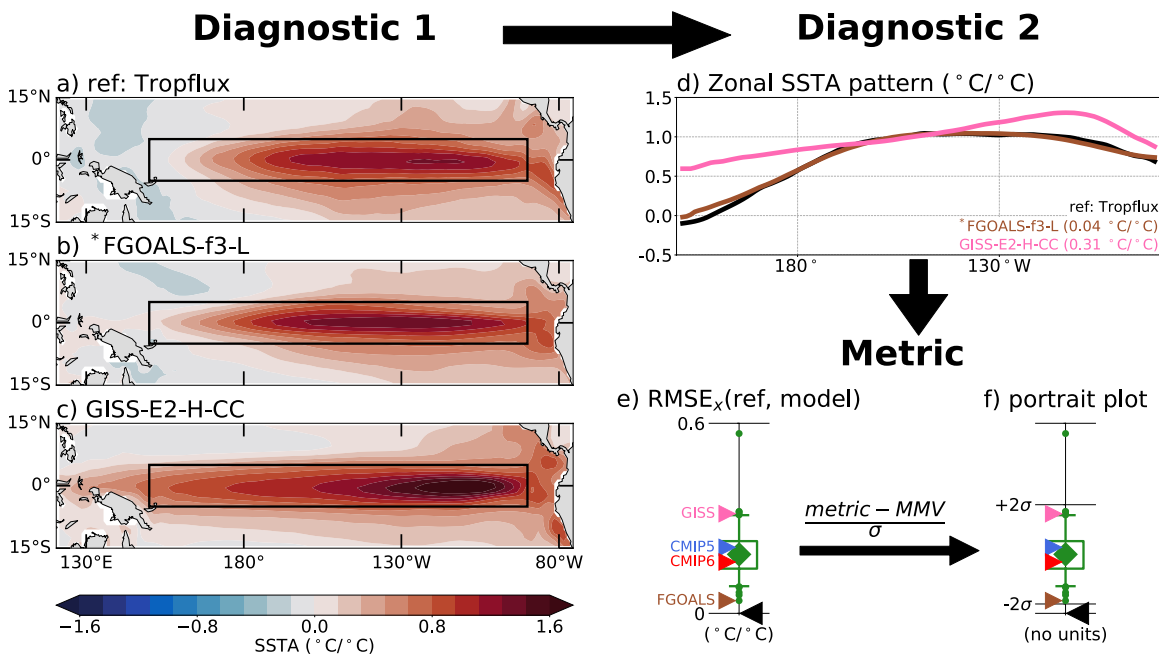 Diagnostic 1
Diagnostic 2
a) ref: Tropflux
15°N
0°
15°S
b) *FGOALS-f3-L
15°N
0°
15°S
c) GISS-E2-H-CC
15°N
0°
15°S
130°E
180°
130°W
80°W
−1.6
−0.8
0.0
0.8
1.6
SSTA (°C/°C)
d) Zonal SSTA pattern (°C/°C)
1.5
1.0
0.5
0.0
-0.5
ref: Tropflux
*FGOALS-f3-L (0.04 °C/°C)
GISS-E2-H-CC (0.31 °C/°C)
180°
130°W
Metric
e) RMSEx(ref, model)
0.6
GISS
CMIP5
CMIP6
FGOALS
0
(°C/°C)
metric − MMV
σ
f) portrait plot
+2σ
-2σ
(no units)